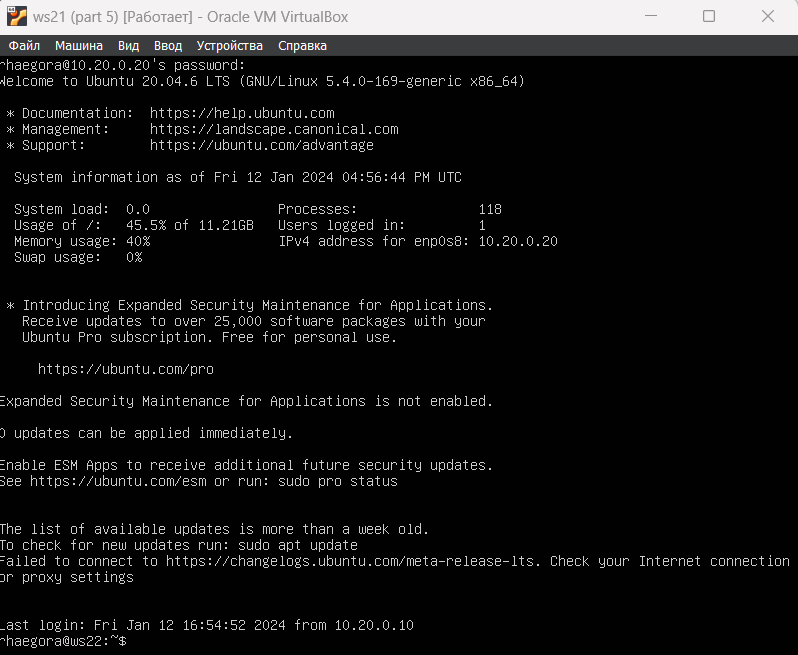 ws21 (part 5) [Работает] - Oracle VM VirtualBox
Файл Машина Вид Ввод Устройства Справка
rhaegora@10.20.0.20's password:
Welcome to Ubuntu 20.04.6 LTS (GNU/Linux 5.4.0-169-generic x86_64)
* Documentation: https://help.ubuntu.com
* Management: https://landscape.canonical.com
* Support: https://ubuntu.com/advantage
System information as of Fri 12 Jan 2024 04:56:44 PM UTC
System load: 0.0 Processes: 118
Usage of /: 45.5% of 11.21GB Users logged in: 1
Memory usage: 40% IPv4 address for enp0s8: 10.20.0.20
Swap usage: 0%
* Introducing Expanded Security Maintenance for Applications.
Receive updates to over 25,000 software packages with your
Ubuntu Pro subscription. Free for personal use.
https://ubuntu.com/pro
Expanded Security Maintenance for Applications is not enabled.
0 updates can be applied immediately.
Enable ESM Apps to receive additional future security updates.
See https://ubuntu.com/esm or run: sudo pro status
The list of available updates is more than a week old.
To check for new updates run: sudo apt update
Failed to connect to https://changelogs.ubuntu.com/meta-release-lts. Check your Internet connection
or proxy settings
Last login: Fri Jan 12 16:54:52 2024 from 10.20.0.10
rhaegora@ws22:~$